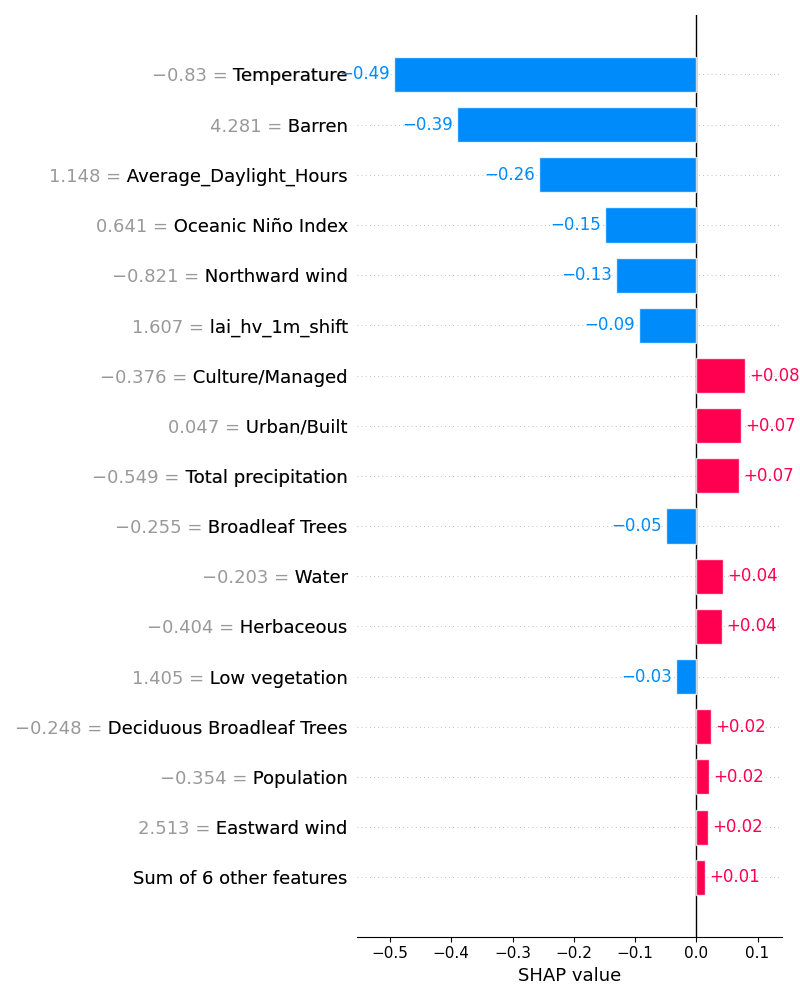 −0.83 = Temperature −0.49
4.281 = Barren −0.39
1.148 = Average_Daylight_Hours −0.26
0.641 = Oceanic Niño Index −0.15
−0.821 = Northward wind −0.13
1.607 = lai_hv_1m_shift −0.09
−0.376 = Culture/Managed +0.08
0.047 = Urban/Built +0.07
−0.549 = Total precipitation +0.07
−0.255 = Broadleaf Trees −0.05
−0.203 = Water +0.04
−0.404 = Herbaceous +0.04
1.405 = Low vegetation −0.03
−0.248 = Deciduous Broadleaf Trees +0.02
−0.354 = Population +0.02
2.513 = Eastward wind +0.02
Sum of 6 other features +0.01
−0.5 −0.4 −0.3 −0.2 −0.1 0.0 0.1
SHAP value